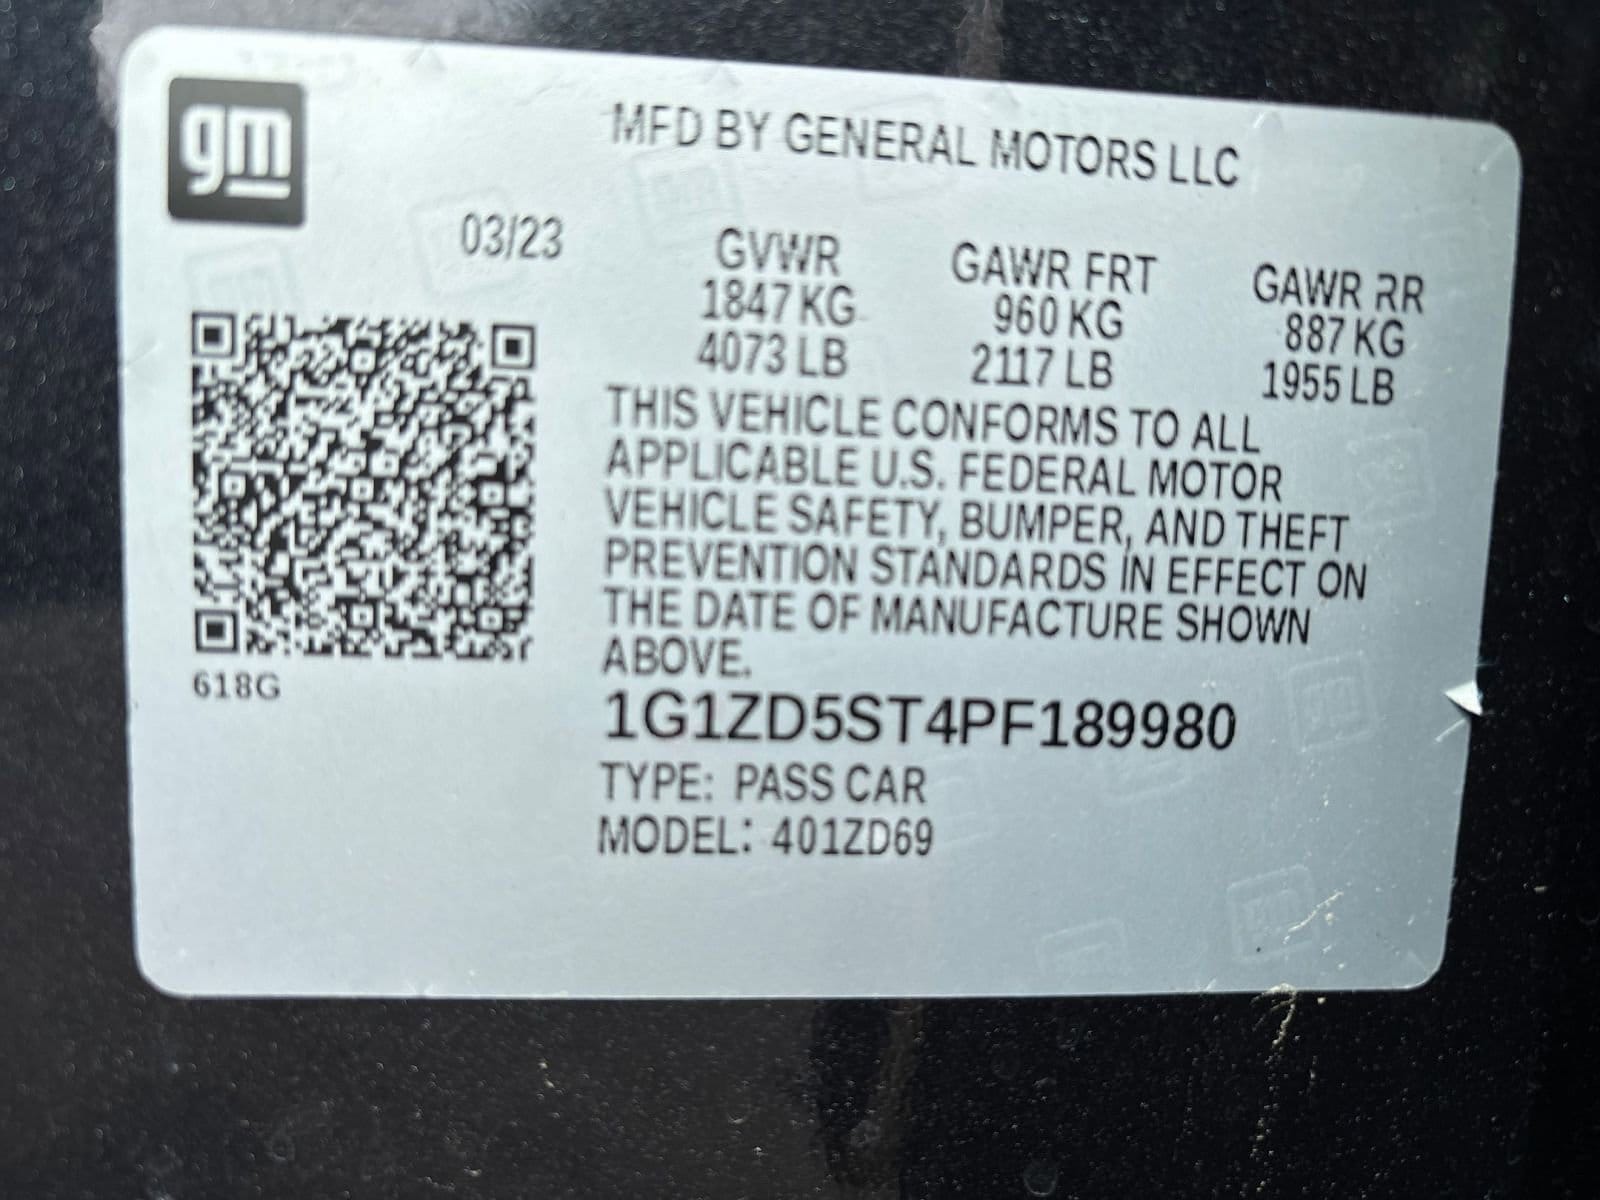 gm
MFD BY GENERAL MOTORS LLC
03/23
GVWR GAWR FRT GAWR RR
1847 KG 960 KG 887 KG
4073 LB 2117 LB 1955 LB
THIS VEHICLE CONFORMS TO ALL
APPLICABLE U.S. FEDERAL MOTOR
VEHICLE SAFETY, BUMPER, AND THEFT
PREVENTION STANDARDS IN EFFECT ON
THE DATE OF MANUFACTURE SHOWN
ABOVE.
618G
1G1ZD5ST4PF189980
TYPE: PASS CAR
MODEL: 401ZD69